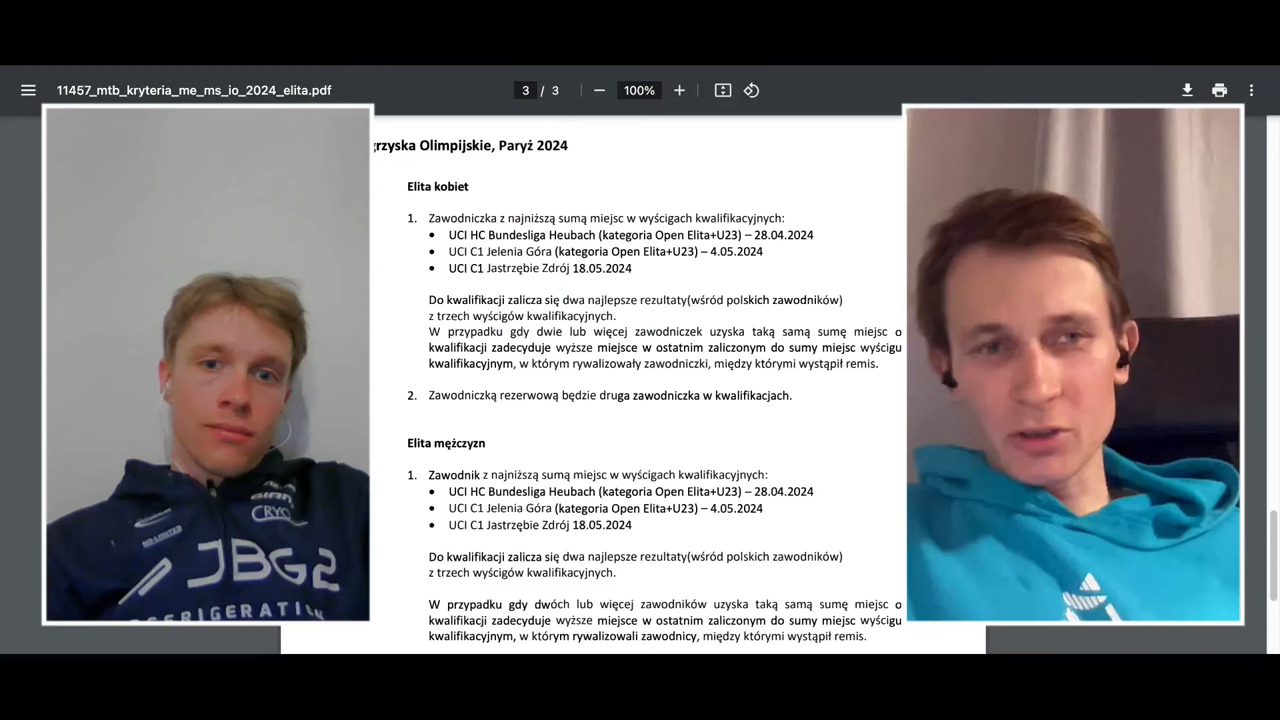 11457_mtb_kryteria_me_ms_io_2024_elita.pdf
3 / 3
100%
grzyska Olimpijskie, Paryż 2024
Elita kobiet
1. Zawodniczka z najniższą sumą miejsc w wyścigach kwalifikacyjnych:
• UCI HC Bundesliga Heubach (kategoria Open Elita+U23) – 28.04.2024
• UCI C1 Jelenia Góra (kategoria Open Elita+U23) – 4.05.2024
• UCI C1 Jastrzębie Zdrój 18.05.2024
Do kwalifikacji zalicza się dwa najlepsze rezultaty(wśród polskich zawodników)
z trzech wyścigów kwalifikacyjnych.
W przypadku gdy dwie lub więcej zawodniczek uzyska taką samą sumę miejsc o
kwalifikacji zadecyduje wyższe miejsce w ostatnim zaliczonym do sumy miejsc wyścigu
kwalifikacyjnym, w którym rywalizowały zawodniczki, między którymi wystąpił remis.
2. Zawodniczką rezerwową będzie druga zawodniczka w kwalifikacjach.
Elita mężczyzn
1. Zawodnik z najniższą sumą miejsc w wyścigach kwalifikacyjnych:
• UCI HC Bundesliga Heubach (kategoria Open Elita+U23) – 28.04.2024
• UCI C1 Jelenia Góra (kategoria Open Elita+U23) – 4.05.2024
• UCI C1 Jastrzębie Zdrój 18.05.2024
Do kwalifikacji zalicza się dwa najlepsze rezultaty(wśród polskich zawodników)
z trzech wyścigów kwalifikacyjnych.
W przypadku gdy dwóch lub więcej zawodników uzyska taką samą sumę miejsc o
kwalifikacji zadecyduje wyższe miejsce w ostatnim zaliczonym do sumy miejsc wyścigu
kwalifikacyjnym, w którym rywalizowali zawodnicy, między którymi wystąpił remis.
JBG2